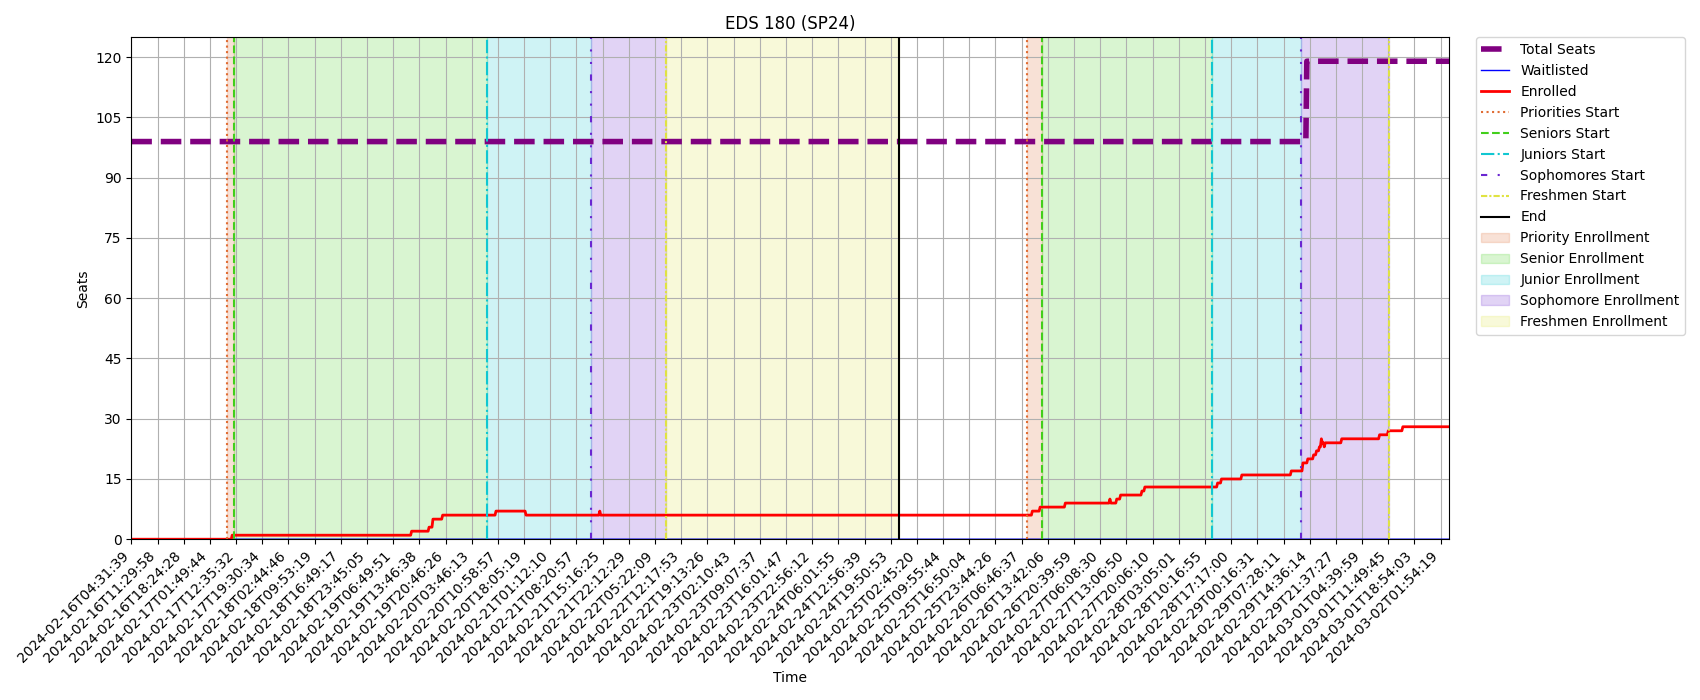 EDS 180 (SP24)
Seats
120
105
90
75
60
45
30
15
0
2024-02-16T04:31:39
2024-02-16T11:29:58
2024-02-16T18:24:28
2024-02-17T01:49:44
2024-02-17T12:35:32
2024-02-17T19:30:34
2024-02-18T02:44:46
2024-02-18T09:53:19
2024-02-18T16:49:17
2024-02-18T23:45:05
2024-02-19T06:49:51
2024-02-19T13:46:38
2024-02-19T20:46:26
2024-02-20T03:46:13
2024-02-20T10:58:57
2024-02-20T18:05:19
2024-02-21T01:12:10
2024-02-21T08:20:57
2024-02-21T15:16:25
2024-02-21T22:12:29
2024-02-22T05:22:09
2024-02-22T12:17:53
2024-02-22T19:13:26
2024-02-23T02:10:43
2024-02-23T09:07:37
2024-02-23T16:01:47
2024-02-23T22:56:12
2024-02-24T06:01:55
2024-02-24T12:56:39
2024-02-24T19:50:53
2024-02-25T02:45:20
2024-02-25T09:55:44
2024-02-25T16:50:04
2024-02-25T23:44:26
2024-02-26T06:46:37
2024-02-26T13:42:06
2024-02-26T20:39:59
2024-02-27T06:08:30
2024-02-27T13:06:50
2024-02-27T20:06:10
2024-02-28T03:05:01
2024-02-28T10:16:55
2024-02-28T17:17:00
2024-02-29T00:16:31
2024-02-29T07:28:11
2024-02-29T14:36:14
2024-02-29T21:37:27
2024-03-01T04:39:59
2024-03-01T11:49:45
2024-03-01T18:54:03
2024-03-02T01:54:19
Time
Total Seats
Waitlisted
Enrolled
Priorities Start
Seniors Start
Juniors Start
Sophomores Start
Freshmen Start
End
Priority Enrollment
Senior Enrollment
Junior Enrollment
Sophomore Enrollment
Freshmen Enrollment